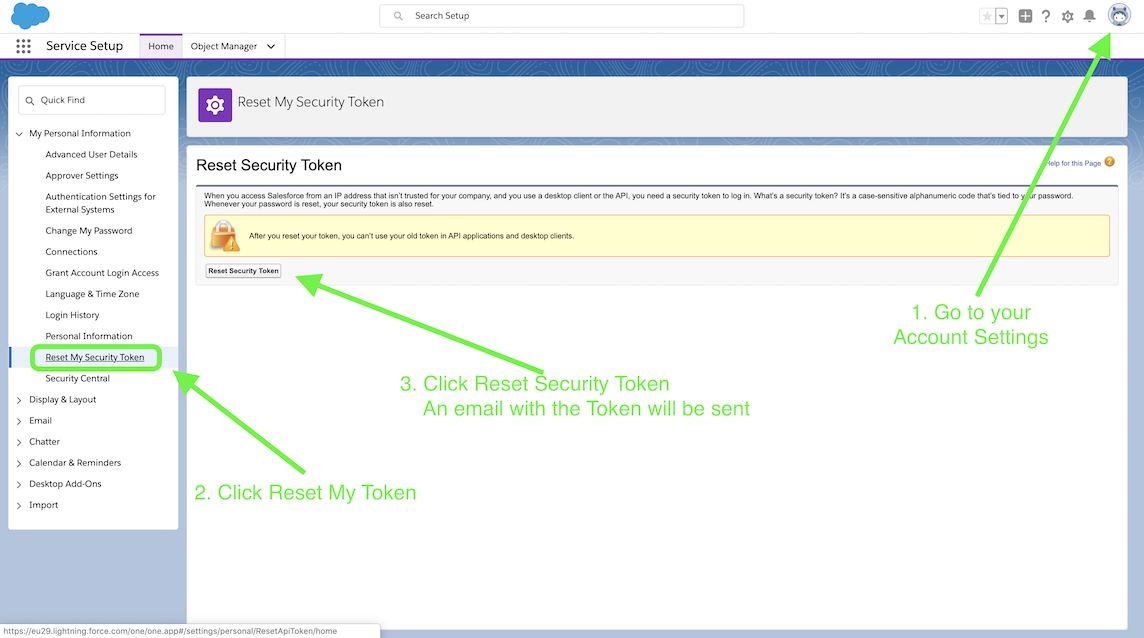 Search Setup
Service Setup
Home
Object Manager
Quick Find
My Personal Information
Advanced User Details
Approver Settings
Authentication Settings for
External Systems
Change My Password
Connections
Grant Account Login Access
Language & Time Zone
Login History
Personal Information
Reset My Security Token
Security Central
Display & Layout
Email
Chatter
Calendar & Reminders
Desktop Add-Ons
Import
Reset My Security Token
Reset Security Token
Help for this Page
When you access Salesforce from an IP address that isn't trusted for your company, and you use a desktop client or the API, you need a security token to log in. What's a security token? It's a case-sensitive alphanumeric code that's tied to your password.
Whenever your password is reset, your security token is also reset.
After you reset your token, you can't use your old token in API applications and desktop clients.
Reset Security Token
1. Go to your
Account Settings
3. Click Reset Security Token
An email with the Token will be sent
2. Click Reset My Token
https://eu29.lightning.force.com/one/one.app#/settings/personal/ResetApiToken/home